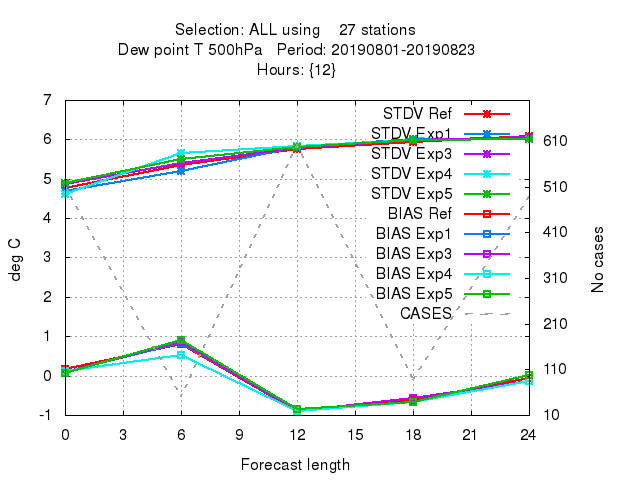 Selection: ALL using    27 stations
Dew point T 500hPa   Period: 20190801-20190823
Hours: {12}
7
6
5
4
3
2
1
0
-1
deg C
STDV Ref
STDV Exp1
STDV Exp3
STDV Exp4
STDV Exp5
BIAS Ref
BIAS Exp1
BIAS Exp3
BIAS Exp4
BIAS Exp5
CASES
610
510
410
310
210
110
10
No cases
0 3 6 9 12 15 18 21 24
Forecast length